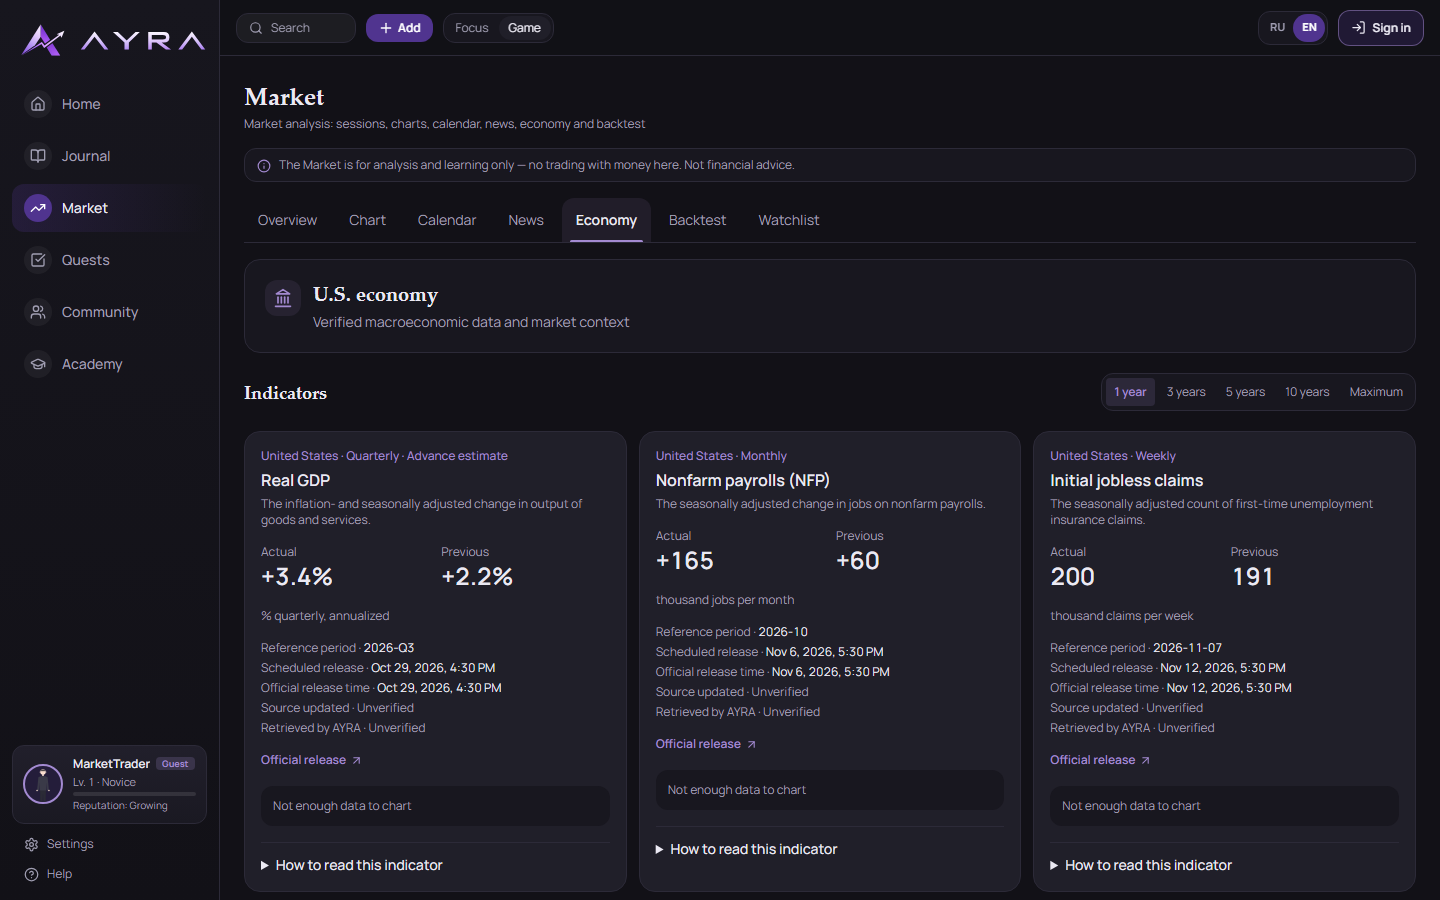 AYRA
Search
Add
Focus
Game
RU
EN
Sign in
Home
Journal
Market
Quests
Community
Academy
MarketTrader
Guest
Lv. 1 · Novice
Reputation: Growing
Settings
Help
Market
Market analysis: sessions, charts, calendar, news, economy and backtest
The Market is for analysis and learning only — no trading with money here. Not financial advice.
Overview
Chart
Calendar
News
Economy
Backtest
Watchlist
U.S. economy
Verified macroeconomic data and market context
Indicators
1 year
3 years
5 years
10 years
Maximum
United States · Quarterly · Advance estimate
Real GDP
The inflation- and seasonally adjusted change in output of
goods and services.
Actual
Previous
+3.4%
+2.2%
% quarterly, annualized
Reference period · 2026-Q3
Scheduled release · Oct 29, 2026, 4:30 PM
Official release time · Oct 29, 2026, 4:30 PM
Source updated · Unverified
Retrieved by AYRA · Unverified
Official release
Not enough data to chart
How to read this indicator
United States · Monthly
Nonfarm payrolls (NFP)
The seasonally adjusted change in jobs on nonfarm payrolls.
Actual
Previous
+165
+60
thousand jobs per month
Reference period · 2026-10
Scheduled release · Nov 6, 2026, 5:30 PM
Official release time · Nov 6, 2026, 5:30 PM
Source updated · Unverified
Retrieved by AYRA · Unverified
Official release
Not enough data to chart
How to read this indicator
United States · Weekly
Initial jobless claims
The seasonally adjusted count of first-time unemployment
insurance claims.
Actual
Previous
200
191
thousand claims per week
Reference period · 2026-11-07
Scheduled release · Nov 12, 2026, 5:30 PM
Official release time · Nov 12, 2026, 5:30 PM
Source updated · Unverified
Retrieved by AYRA · Unverified
Official release
Not enough data to chart
How to read this indicator